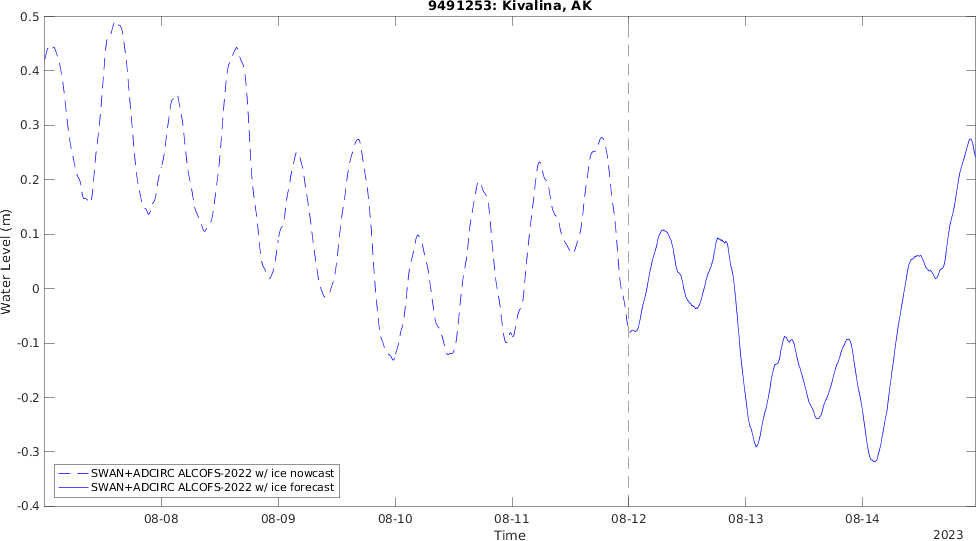 9491253: Kivalina, AK
0.5
0.4
0.3
0.2
0.1
0
-0.1
-0.2
-0.3
-0.4
Water Level (m)
SWAN+ADCIRC ALCOFS-2022 w/ ice nowcast
SWAN+ADCIRC ALCOFS-2022 w/ ice forecast
08-08 08-09 08-10 08-11 08-12 08-13 08-14
Time
2023